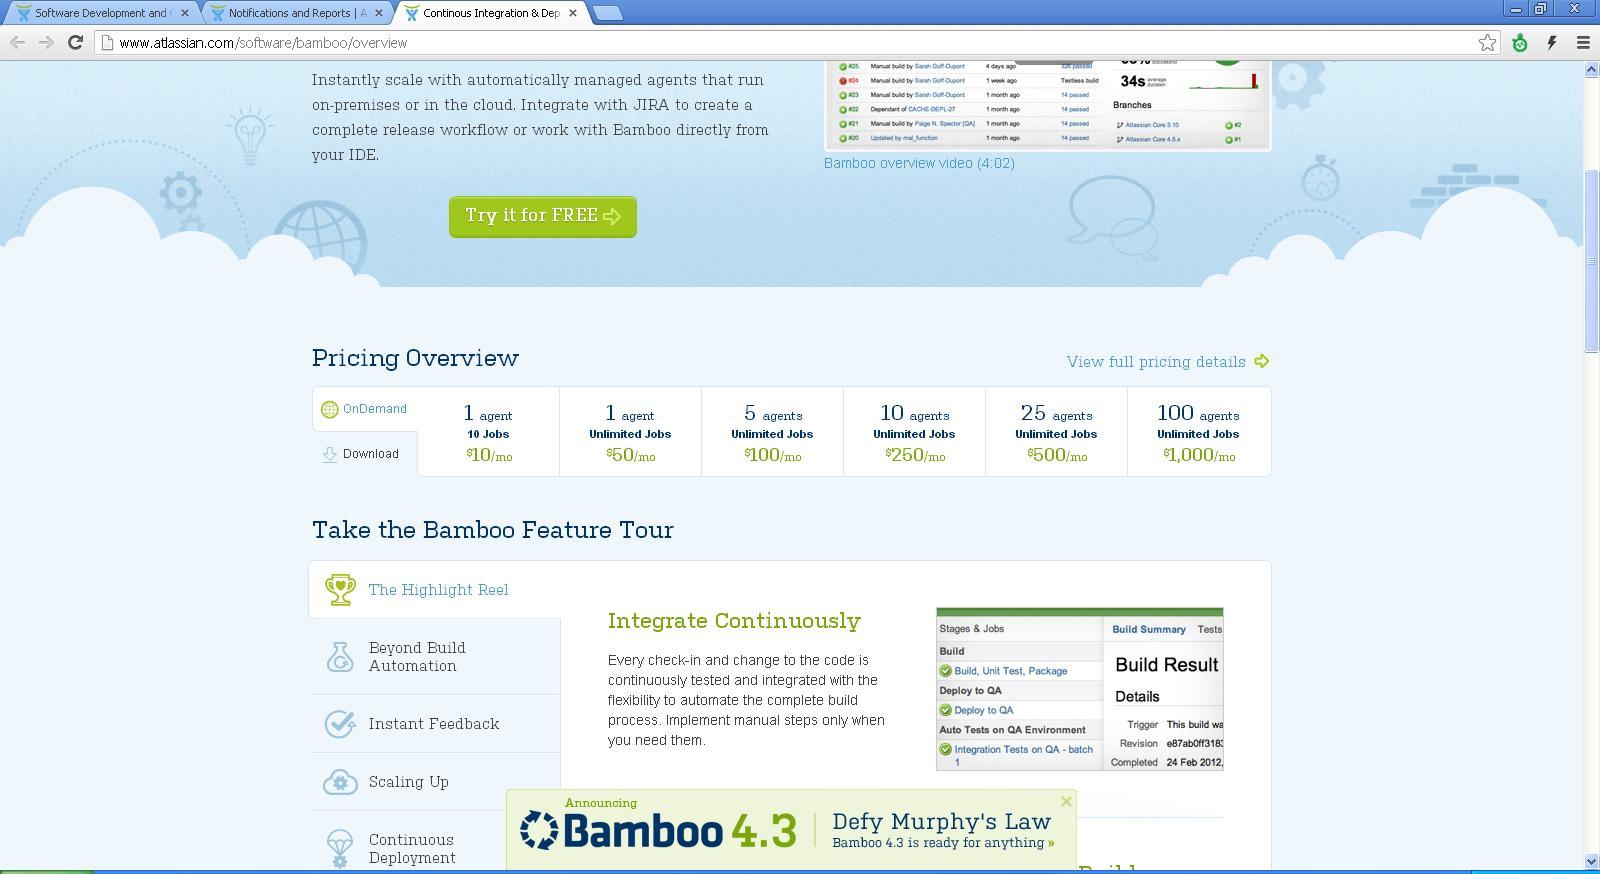 Software Development and C
Notifications and Reports | A
Continous Integration & Dep
www.atlassian.com/software/bamboo/overview
Instantly scale with automatically managed agents that run
on-premises or in the cloud. Integrate with JIRA to create a
complete release workflow or work with Bamboo directly from
your IDE.
Try it for FREE
#25 Manual build by Sarah Goff-Dupont 4 days ago 326 passed
#24 Manual build by Sarah Goff-Dupont 1 week ago Testless build
#23 Manual build by Sarah Goff-Dupont 1 month ago 14 passed
#22 Dependant of CACHE-DEPL-27 1 month ago 14 passed
#21 Manual build by Paige N. Spector [QA] 1 month ago 14 passed
#20 Updated by mal_function 1 month ago 14 passed
successful
34s average
duration
Branches
Atlassian Core 3.10 #2
Atlassian Core 4.5.x #1
Bamboo overview video (4:02)
Pricing Overview
View full pricing details
OnDemand
Download
1 agent
10 Jobs
$10/mo
1 agent
Unlimited Jobs
$50/mo
5 agents
Unlimited Jobs
$100/mo
10 agents
Unlimited Jobs
$250/mo
25 agents
Unlimited Jobs
$500/mo
100 agents
Unlimited Jobs
$1,000/mo
Take the Bamboo Feature Tour
The Highlight Reel
Beyond Build
Automation
Instant Feedback
Scaling Up
Continuous
Deployment
Integrate Continuously
Every check-in and change to the code is
continuously tested and integrated with the
flexibility to automate the complete build
process. Implement manual steps only when
you need them.
Stages & Jobs
Build
Build, Unit Test, Package
Deploy to QA
Deploy to QA
Auto Tests on QA Environment
Integration Tests on QA - batch
1
Build Summary Tests
Build Result
Details
Trigger This build wa
Revision e87ab0ff3183
Completed 24 Feb 2012,
Announcing
Bamboo 4.3
Defy Murphy's Law
Bamboo 4.3 is ready for anything »